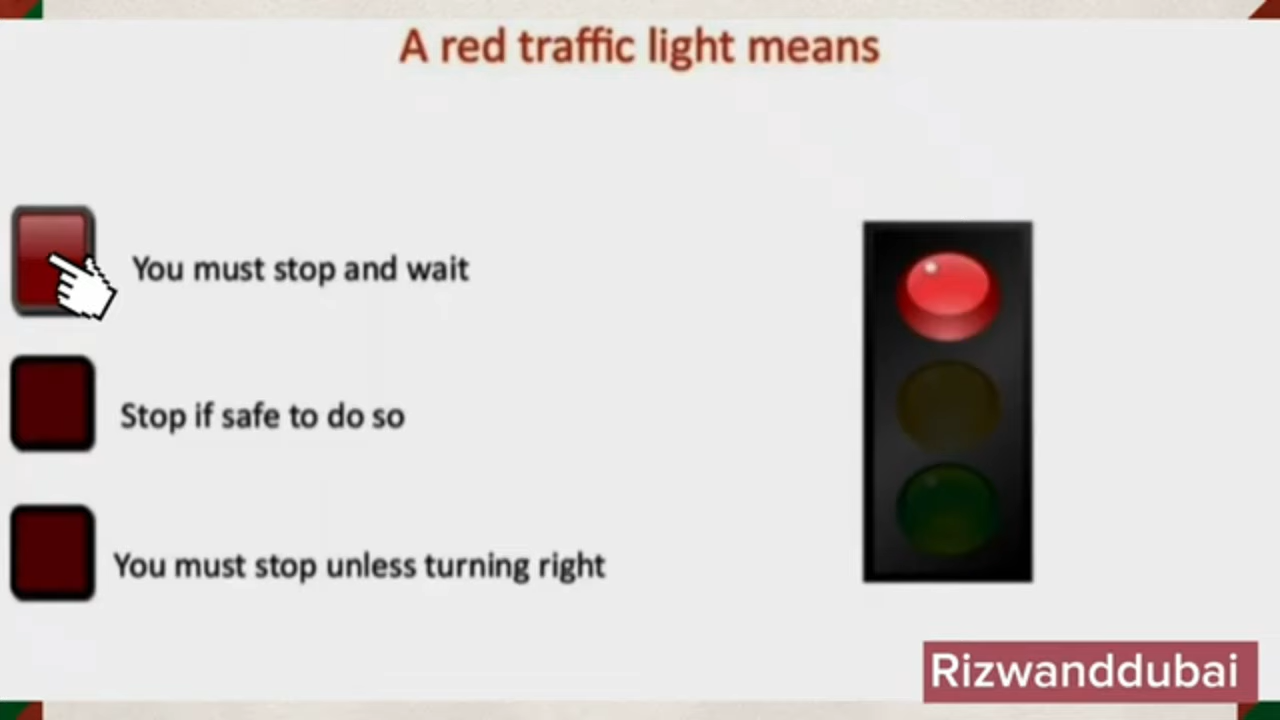 A red traffic light means
You must stop and wait
Stop if safe to do so
You must stop unless turning right
Rizwanddubai